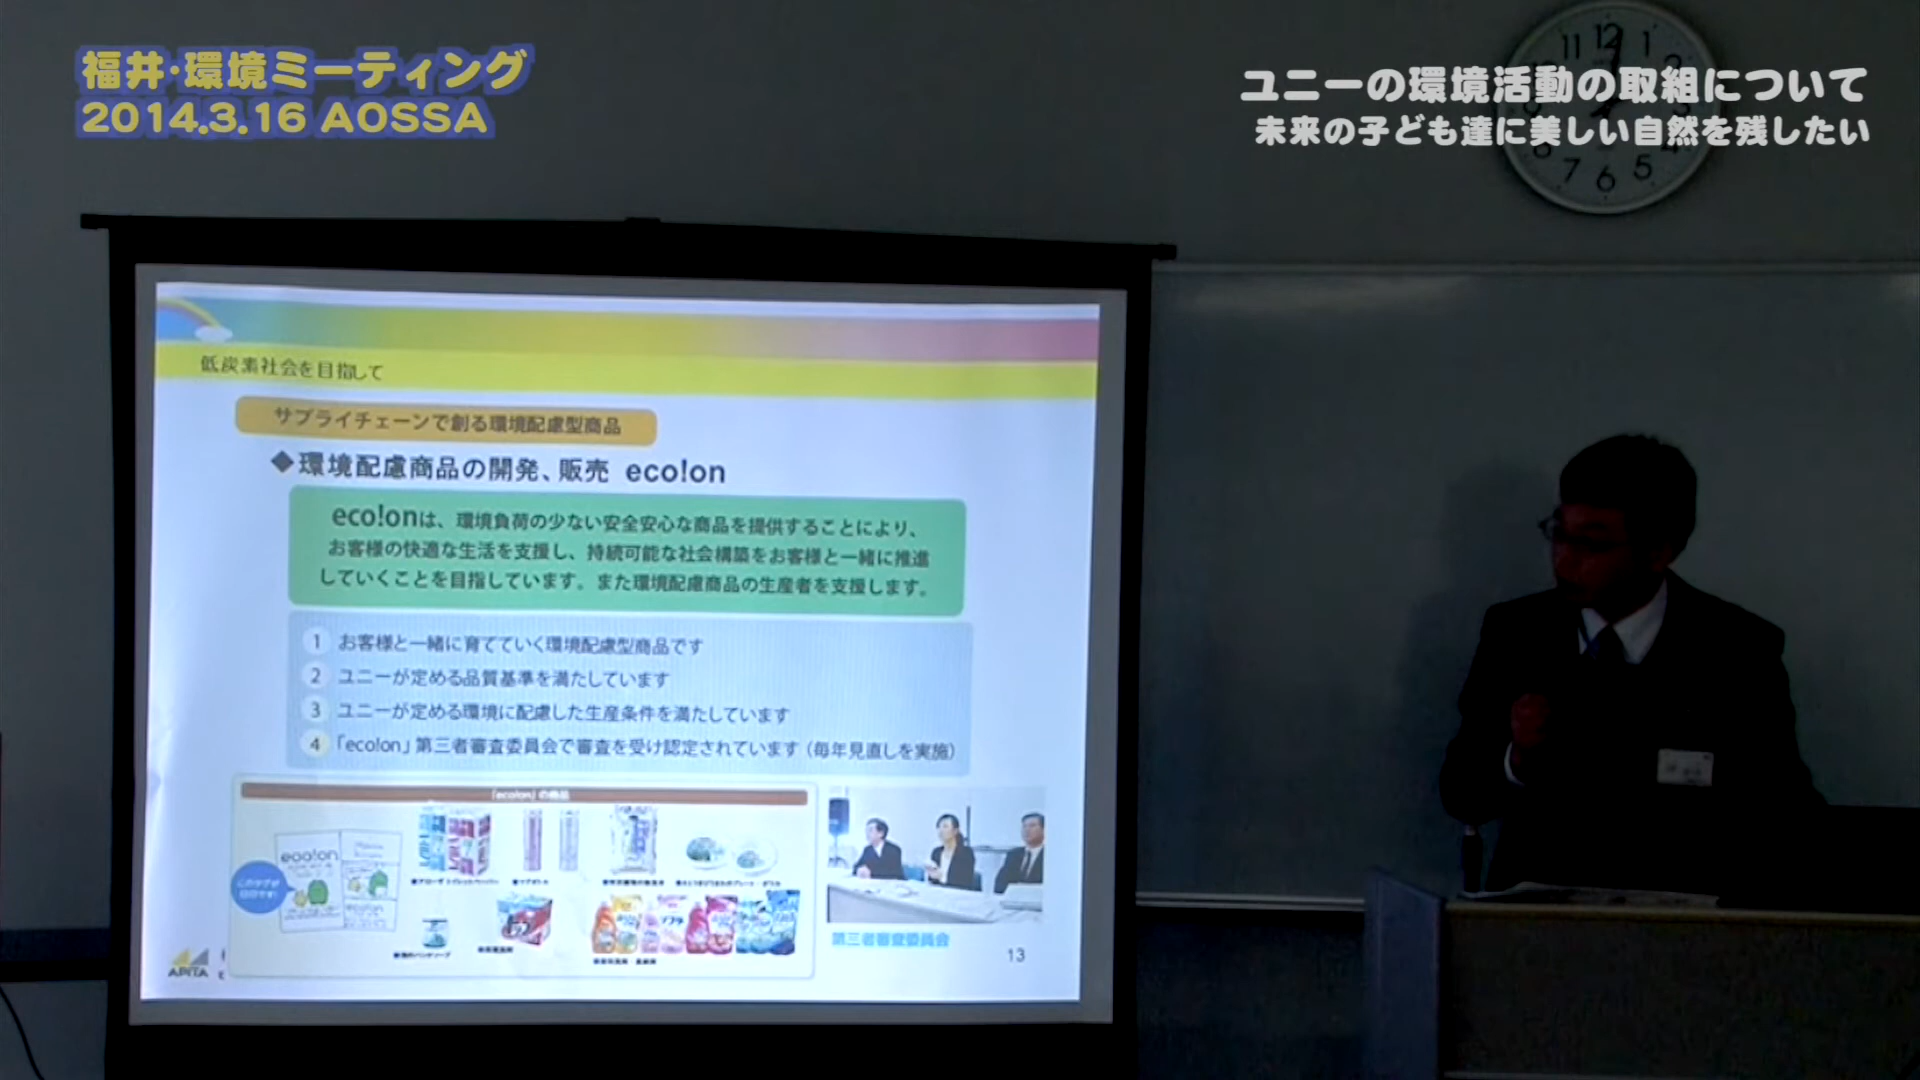 福井・環境ミーティング
2014.3.16 AOSSA
ユニーの環境活動の取組について
未来の子ども達に美しい自然を残したい
11 12 1
7 6 5
低炭素社会を目指して
サプライチェーンで創る環境配慮型商品
◆環境配慮商品の開発、販売 eco!on
eco!onは、環境負荷の少ない安全安心な商品を提供することにより、
お客様の快適な生活を支援し、持続可能な社会構築をお客様と一緒に推進
していくことを目指しています。また環境配慮商品の生産者を支援します。
1 お客様と一緒に育てていく環境配慮型商品です
2 ユニーが定める品質基準を満たしています
3 ユニーが定める環境に配慮した生産条件を満たしています
4 「eco!on」第三者審査委員会で審査を受け認定されています（毎年見直しを実施）
「eco!on」の商品
eco!on
第三者審査委員会
APITA
13